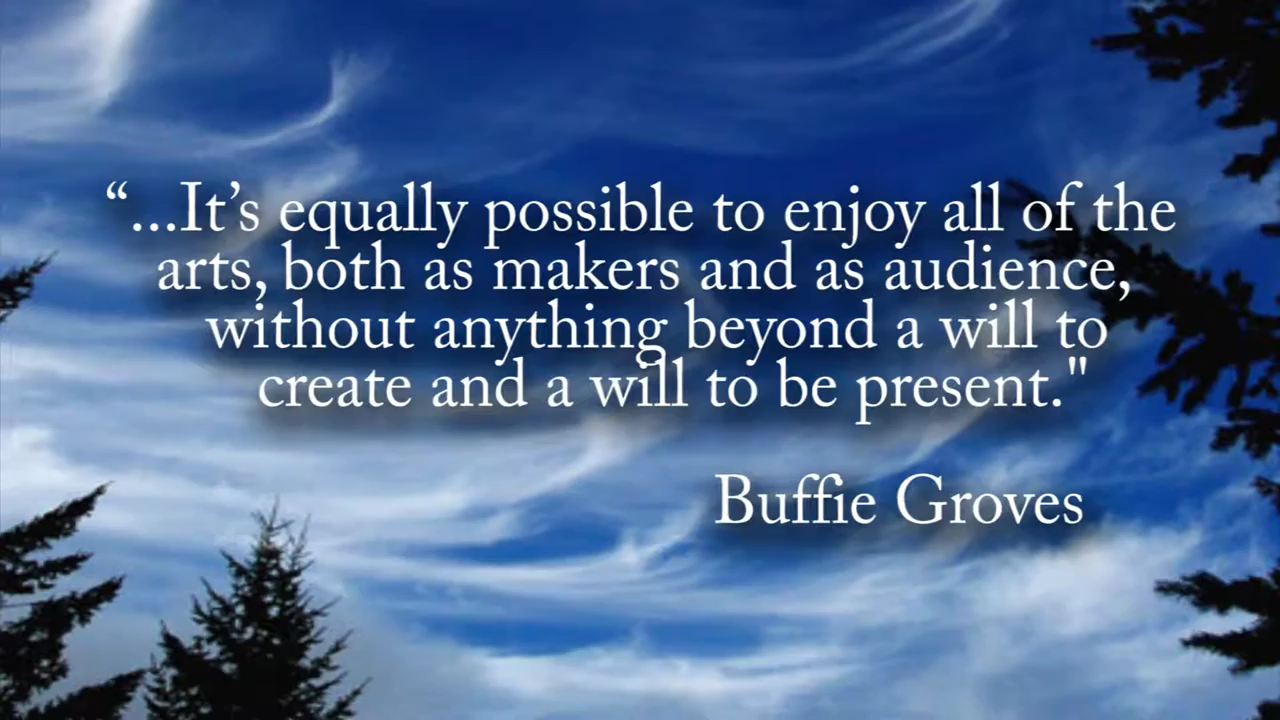 “...It’s equally possible to enjoy all of the
arts, both as makers and as audience,
without anything beyond a will to
create and a will to be present."
Buffie Groves